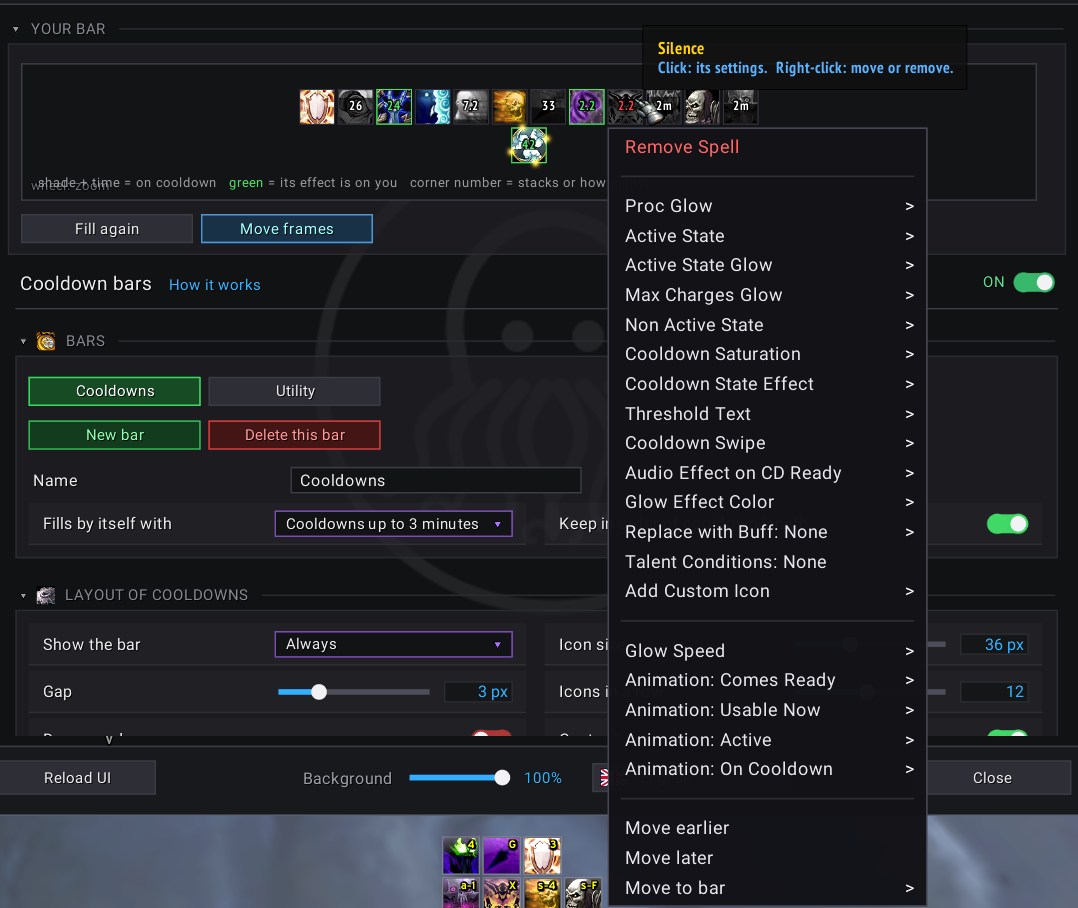 YOUR BAR
Silence
Click: its settings. Right-click: move or remove.
26 24 7.2 33 2.2 2.2 2m 2m
42
wheel: zoom
shade + time = on cooldown green = its effect is on you corner number = stacks or how
Fill again Move frames
Remove Spell
Proc Glow >
Active State >
Active State Glow >
Max Charges Glow >
Non Active State >
Cooldown Saturation >
Cooldown State Effect >
Threshold Text >
Cooldown Swipe >
Audio Effect on CD Ready >
Glow Effect Color >
Replace with Buff: None >
Talent Conditions: None
Add Custom Icon >
Glow Speed >
Animation: Comes Ready >
Animation: Usable Now >
Animation: Active >
Animation: On Cooldown >
Move earlier
Move later
Move to bar >
Cooldown bars How it works ON
BARS
Cooldowns Utility
New bar Delete this bar
Name Cooldowns
Fills by itself with Cooldowns up to 3 minutes Keep
LAYOUT OF COOLDOWNS
Show the bar Always Icon 36 px
Gap 3 px Icons 12
Reload UI Background 100% Close
4 G 3
a-1 X s-4 s-F